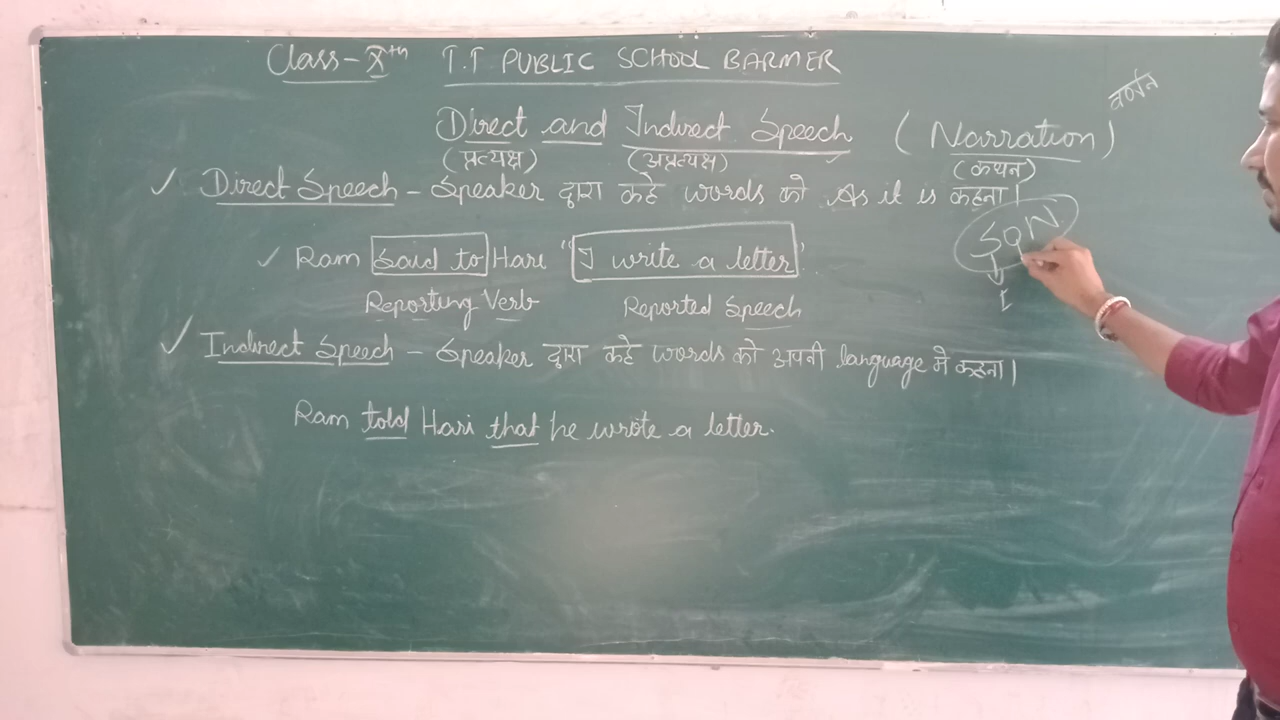 Class-Xth T.T PUBLIC SCHOOL BARMER
Direct and Indirect Speech (Narration) वर्णन
(प्रत्यक्ष) (अप्रत्यक्ष) (कथन)
✓ Direct Speech - Speaker द्वारा कहे words को As it is कहना।
SON
✓ Ram Said to Hari "I write a letter"
Reporting Verb Reported Speech
✓ Indirect Speech - Speaker द्वारा कहे words को अपनी language मे कहना।
Ram told Hari that he wrote a letter.